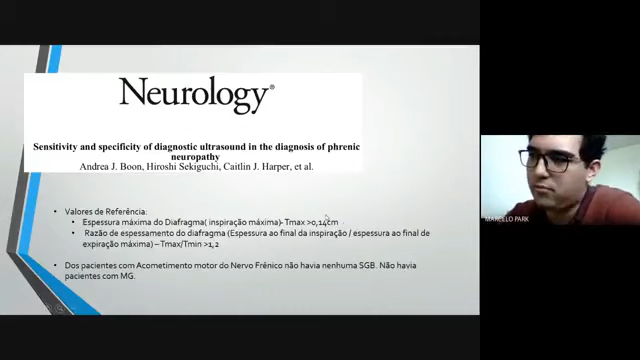 Neurology®
Sensitivity and specificity of diagnostic ultrasound in the diagnosis of phrenic
neuropathy
Andrea J. Boon, Hiroshi Sekiguchi, Caitlin J. Harper, et al.
• Valores de Referência:
• Espessura máxima do Diafragma( inspiração máxima)- Tmax >0,14cm
• Razão de espessamento do diafragma (Espessura ao final da inspiração / espessura ao final de
expiração máxima) – Tmax/Tmin >1,2
• Dos pacientes com Acometimento motor do Nervo Frênico não havia nenhuma SGB. Não havia
pacientes com MG.
MARCELO PARK